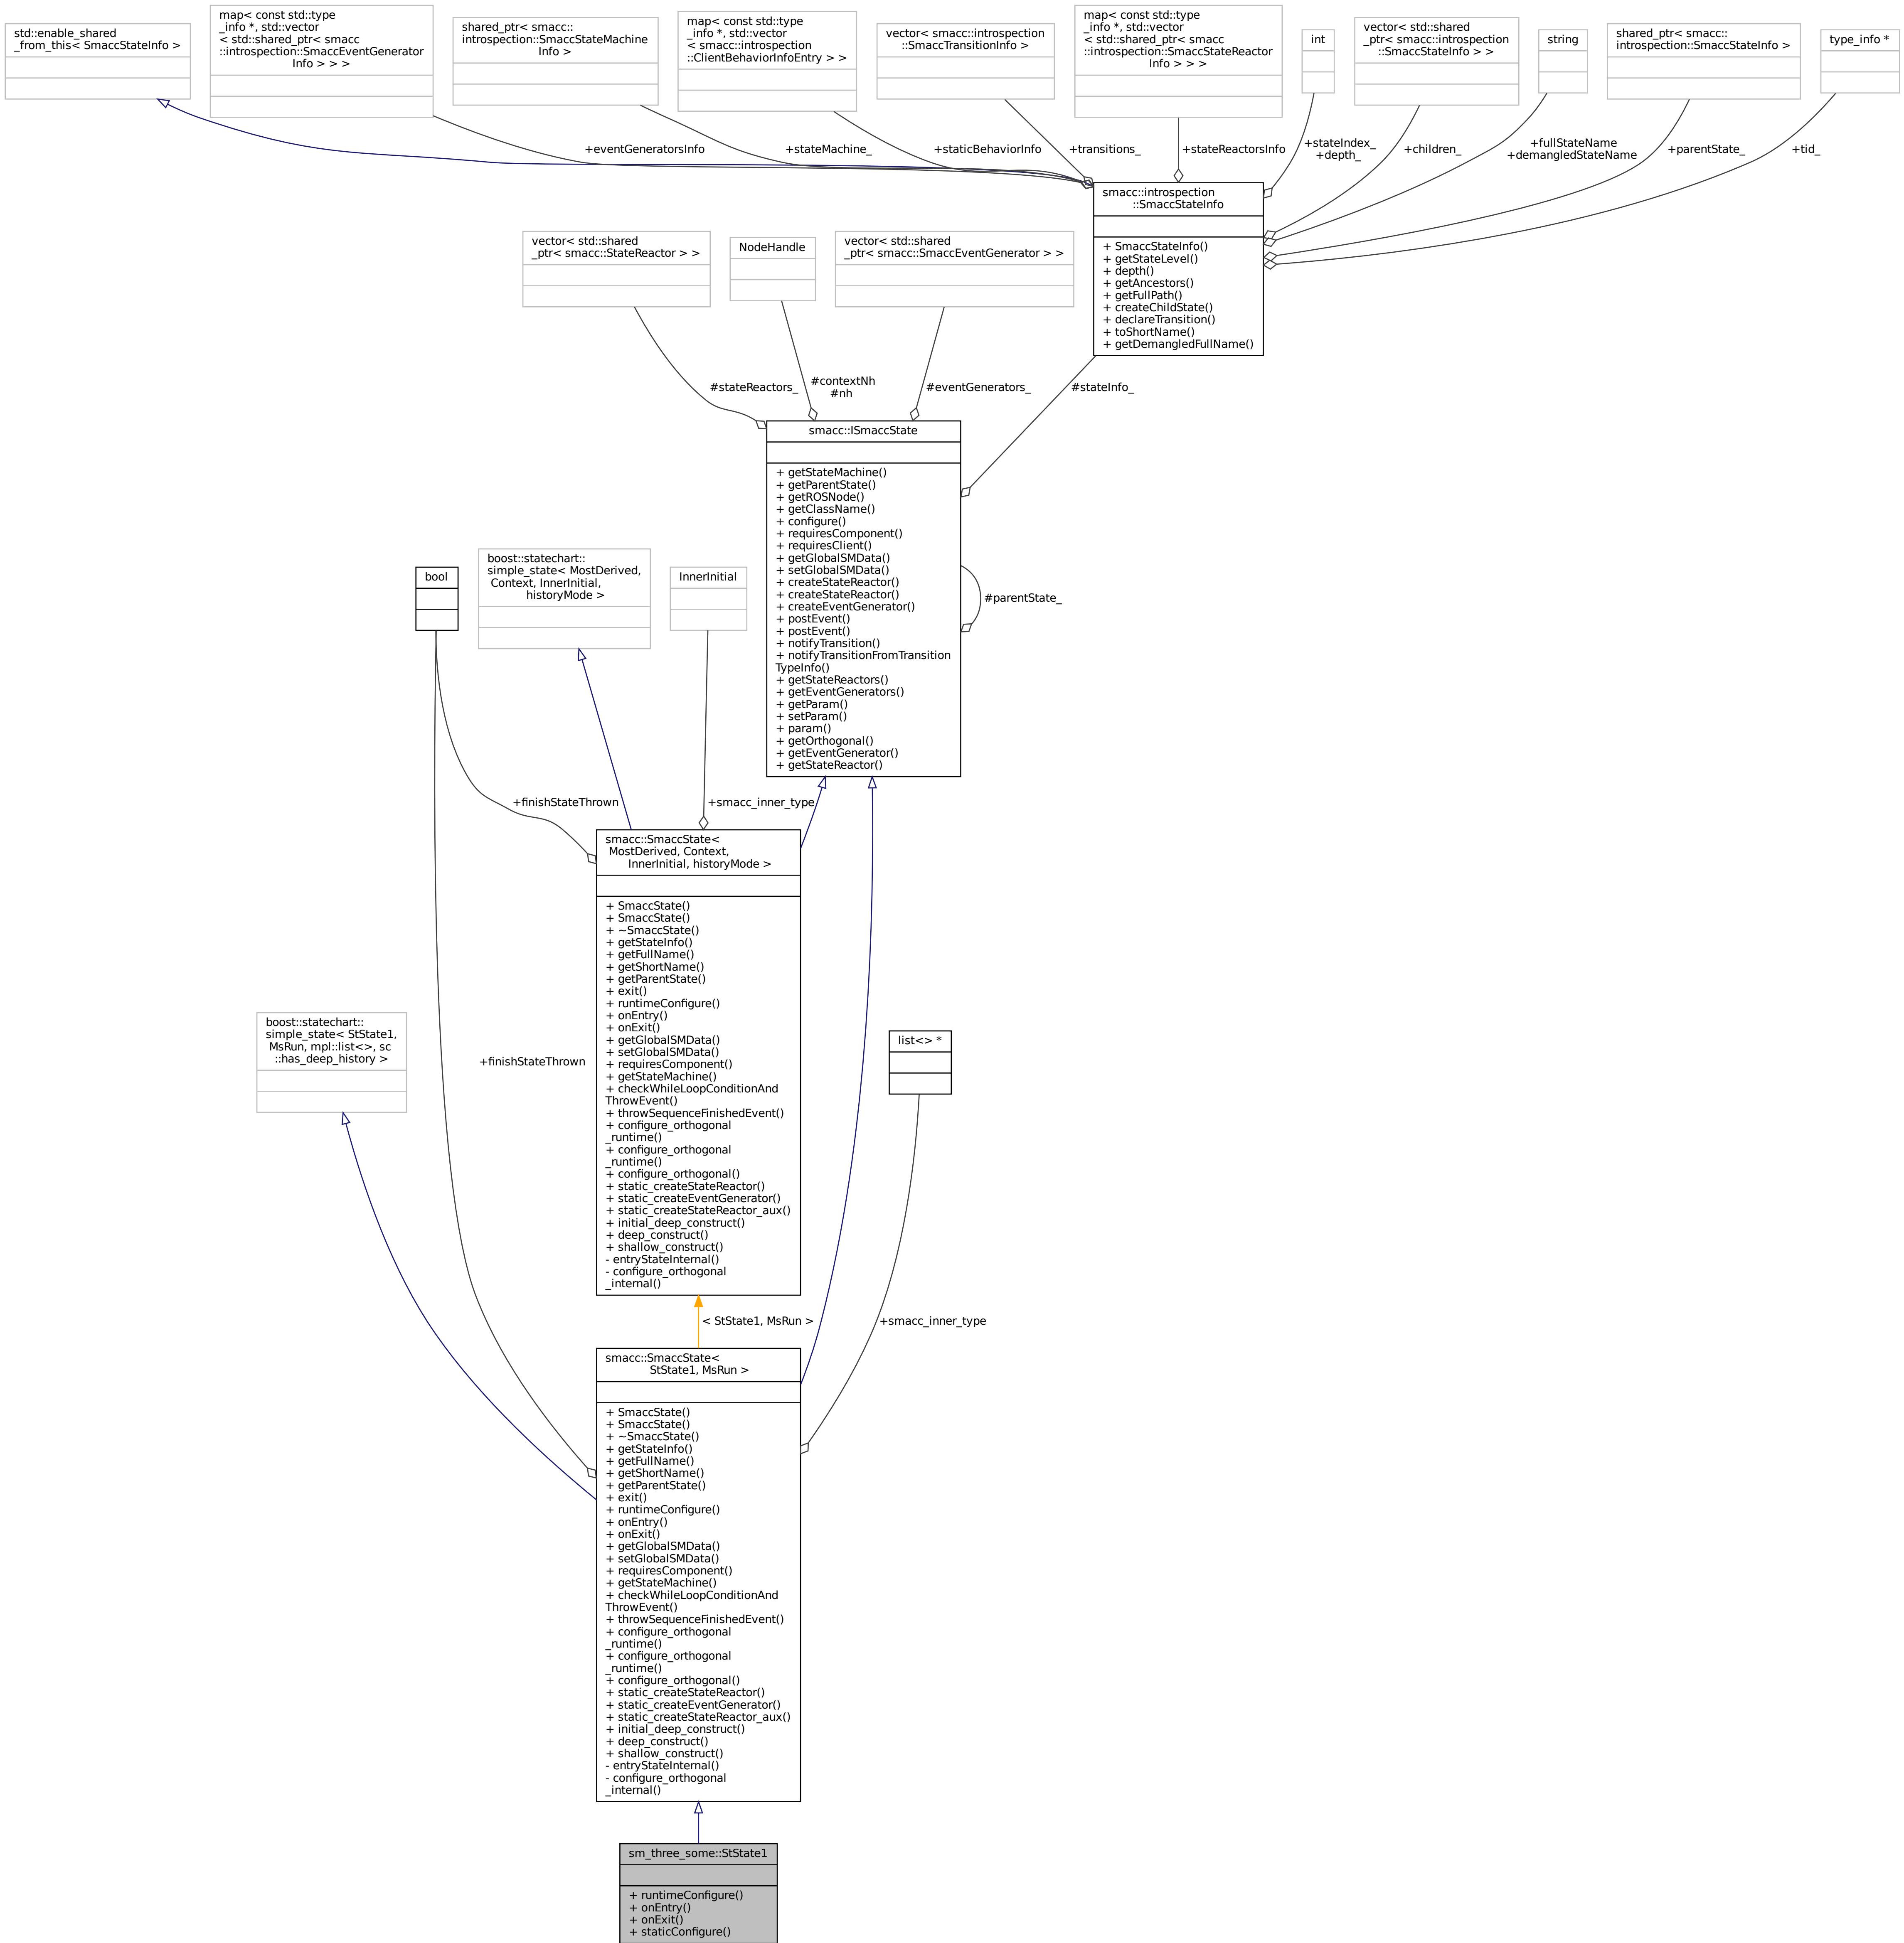 std::enable_shared
_from_this< SmaccStateInfo >
map< const std::type
_info *, std::vector
< std::shared_ptr< smacc
::introspection::SmaccEventGenerator
Info > > >
shared_ptr< smacc::
introspection::SmaccStateMachine
Info >
map< const std::type
_info *, std::vector
< smacc::introspection
::ClientBehaviorInfoEntry > >
vector< smacc::introspection
::SmaccTransitionInfo >
map< const std::type
_info *, std::vector
< std::shared_ptr< smacc
::introspection::SmaccStateReactor
Info > > >
int
vector< std::shared
_ptr< smacc::introspection
::SmaccStateInfo > >
string
shared_ptr< smacc::
introspection::SmaccStateInfo >
type_info *
+eventGeneratorsInfo
+stateMachine_
+staticBehaviorInfo
+transitions_
+stateReactorsInfo
+stateIndex_
+depth_
+children_
+fullStateName
+demangledStateName
+parentState_
+tid_
smacc::introspection
::SmaccStateInfo
+ SmaccStateInfo()
+ getStateLevel()
+ depth()
+ getAncestors()
+ getFullPath()
+ createChildState()
+ declareTransition()
+ toShortName()
+ getDemangledFullName()
vector< std::shared
_ptr< smacc::StateReactor > >
NodeHandle
vector< std::shared
_ptr< smacc::SmaccEventGenerator > >
#stateReactors_
#contextNh
#nh
#eventGenerators_
#stateInfo_
smacc::ISmaccState
+ getStateMachine()
+ getParentState()
+ getROSNode()
+ getClassName()
+ configure()
+ requiresComponent()
+ requiresClient()
+ getGlobalSMData()
+ setGlobalSMData()
+ createStateReactor()
+ createStateReactor()
+ createEventGenerator()
+ postEvent()
+ postEvent()
+ notifyTransition()
+ notifyTransitionFromTransition
TypeInfo()
+ getStateReactors()
+ getEventGenerators()
+ getParam()
+ setParam()
+ param()
+ getOrthogonal()
+ getEventGenerator()
+ getStateReactor()
#parentState_
bool
boost::statechart::
simple_state< MostDerived,
Context, InnerInitial,
historyMode >
InnerInitial
+finishStateThrown
+smacc_inner_type
smacc::SmaccState<
MostDerived, Context,
InnerInitial, historyMode >
+ SmaccState()
+ SmaccState()
+ ~SmaccState()
+ getStateInfo()
+ getFullName()
+ getShortName()
+ getParentState()
+ exit()
+ runtimeConfigure()
+ onEntry()
+ onExit()
+ getGlobalSMData()
+ setGlobalSMData()
+ requiresComponent()
+ getStateMachine()
+ checkWhileLoopConditionAnd
ThrowEvent()
+ throwSequenceFinishedEvent()
+ configure_orthogonal
_runtime()
+ configure_orthogonal
_runtime()
+ configure_orthogonal()
+ static_createStateReactor()
+ static_createEventGenerator()
+ static_createStateReactor_aux()
+ initial_deep_construct()
+ deep_construct()
+ shallow_construct()
- entryStateInternal()
- configure_orthogonal
_internal()
boost::statechart::
simple_state< StState1,
MsRun, mpl::list<>, sc
::has_deep_history >
+finishStateThrown
list<> *
< StState1, MsRun >
+smacc_inner_type
smacc::SmaccState<
StState1, MsRun >
+ SmaccState()
+ SmaccState()
+ ~SmaccState()
+ getStateInfo()
+ getFullName()
+ getShortName()
+ getParentState()
+ exit()
+ runtimeConfigure()
+ onEntry()
+ onExit()
+ getGlobalSMData()
+ setGlobalSMData()
+ requiresComponent()
+ getStateMachine()
+ checkWhileLoopConditionAnd
ThrowEvent()
+ throwSequenceFinishedEvent()
+ configure_orthogonal
_runtime()
+ configure_orthogonal
_runtime()
+ configure_orthogonal()
+ static_createStateReactor()
+ static_createEventGenerator()
+ static_createStateReactor_aux()
+ initial_deep_construct()
+ deep_construct()
+ shallow_construct()
- entryStateInternal()
- configure_orthogonal
_internal()
sm_three_some::StState1
+ runtimeConfigure()
+ onEntry()
+ onExit()
+ staticConfigure()